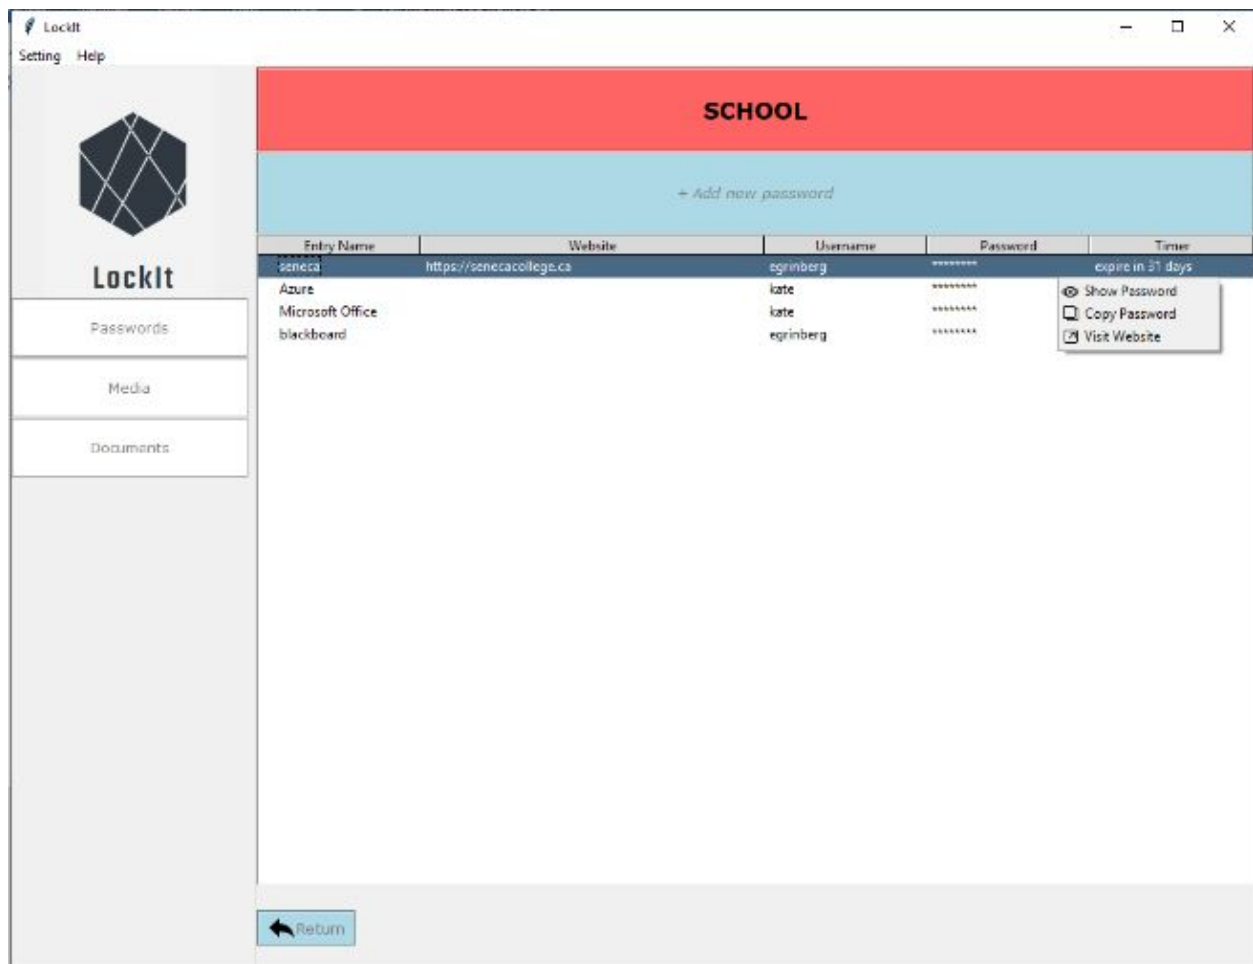 LockIt
Setting Help
LockIt
Passwords
Media
Documents
SCHOOL
+ Add new password
Entry Name Website Username Password Timer
seneca https://senecacollege.ca egrinberg ******** expire in 31 days
Azure kate ********
Microsoft Office kate ********
blackboard egrinberg ********
Show Password
Copy Password
Visit Website
Return